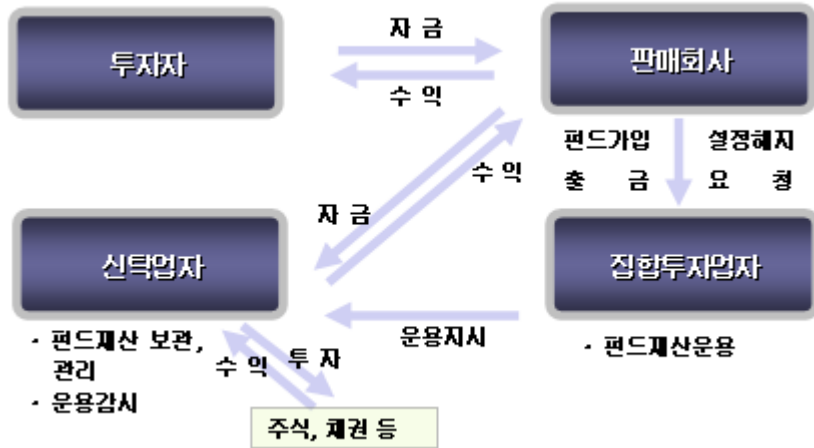 투자자
자 금
수 익
판매회사
펀드가입 설정해지
출 금 요 청
자 금
수 익
신탁업자
집합투자업자
· 펀드재산 보관,
관리
· 운용감시
운용지시
· 펀드재산운용
수 익 투 자
주식, 채권 등